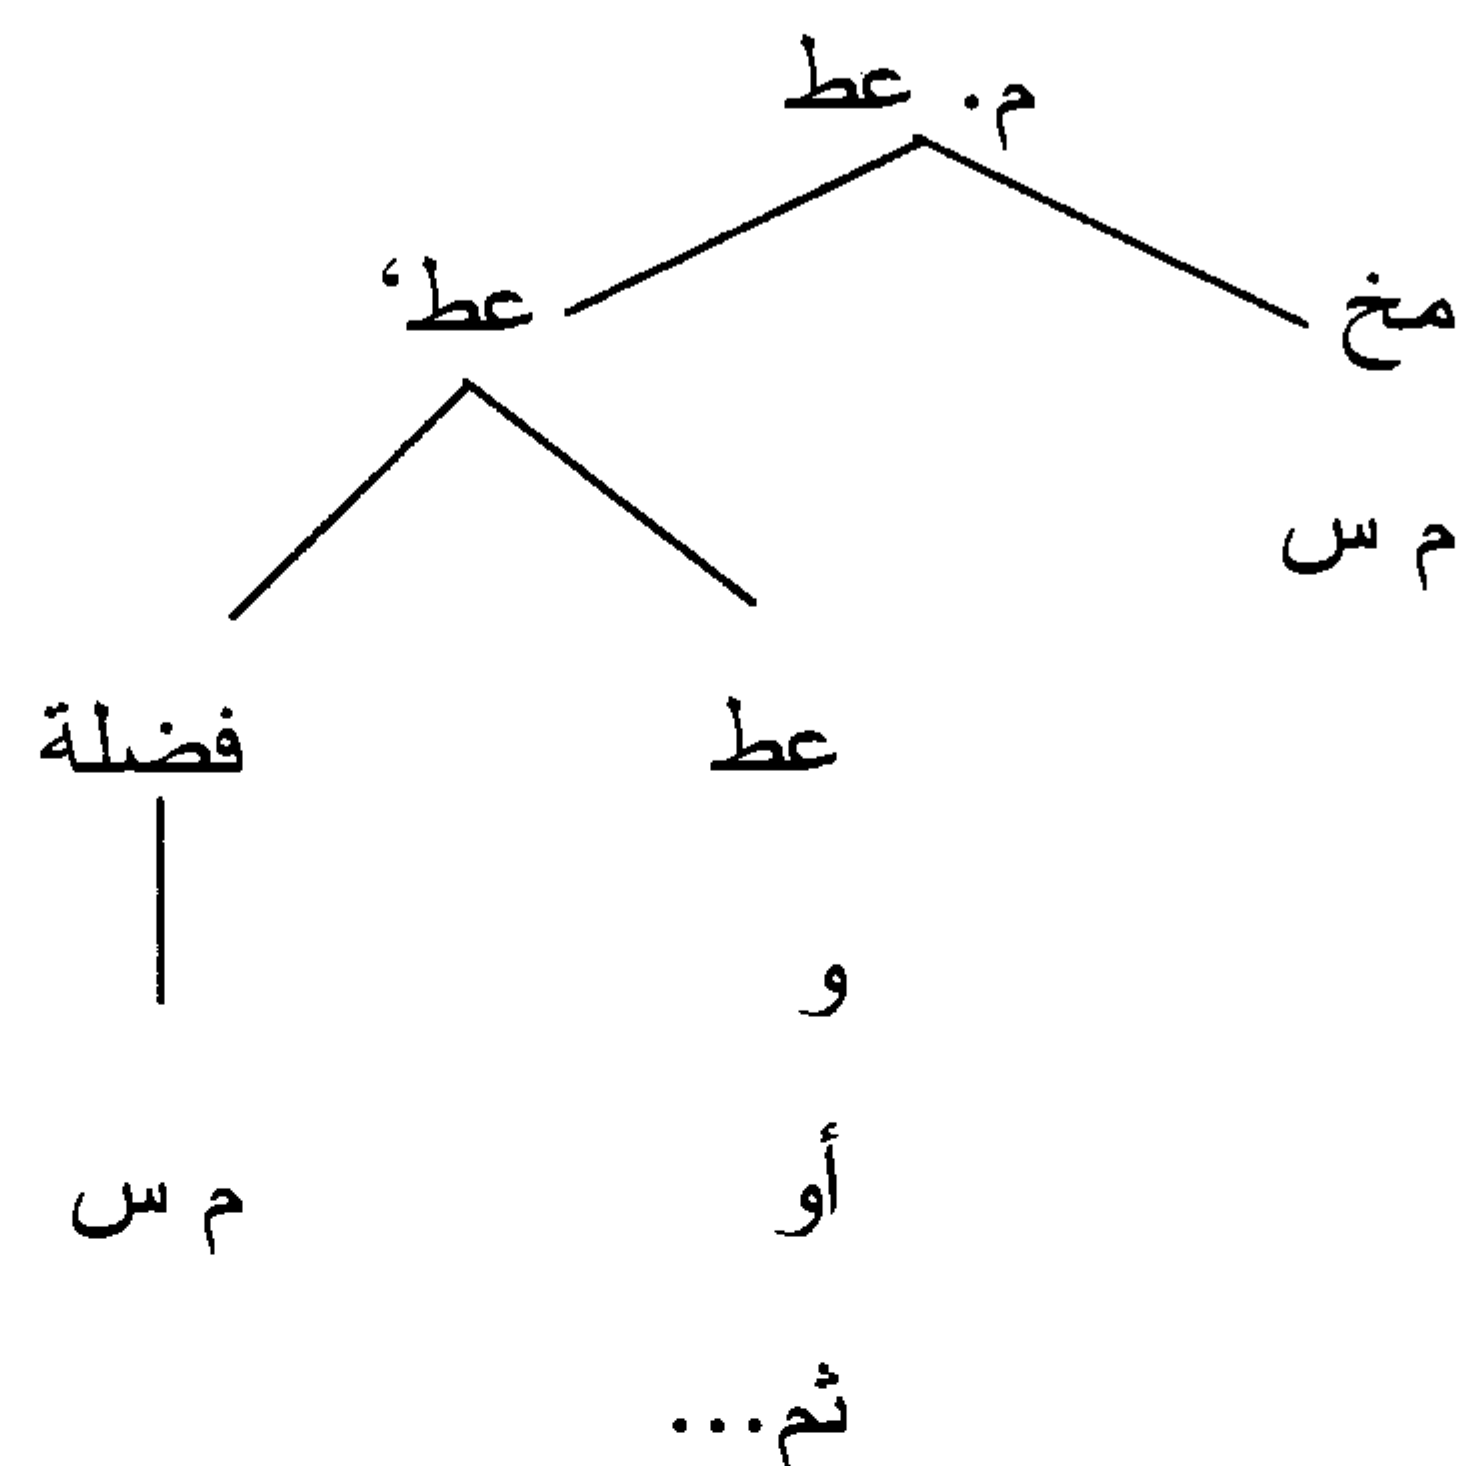 م. عط
مخ عط‘
م س
عط فضلة
و
أو م س
ثم...